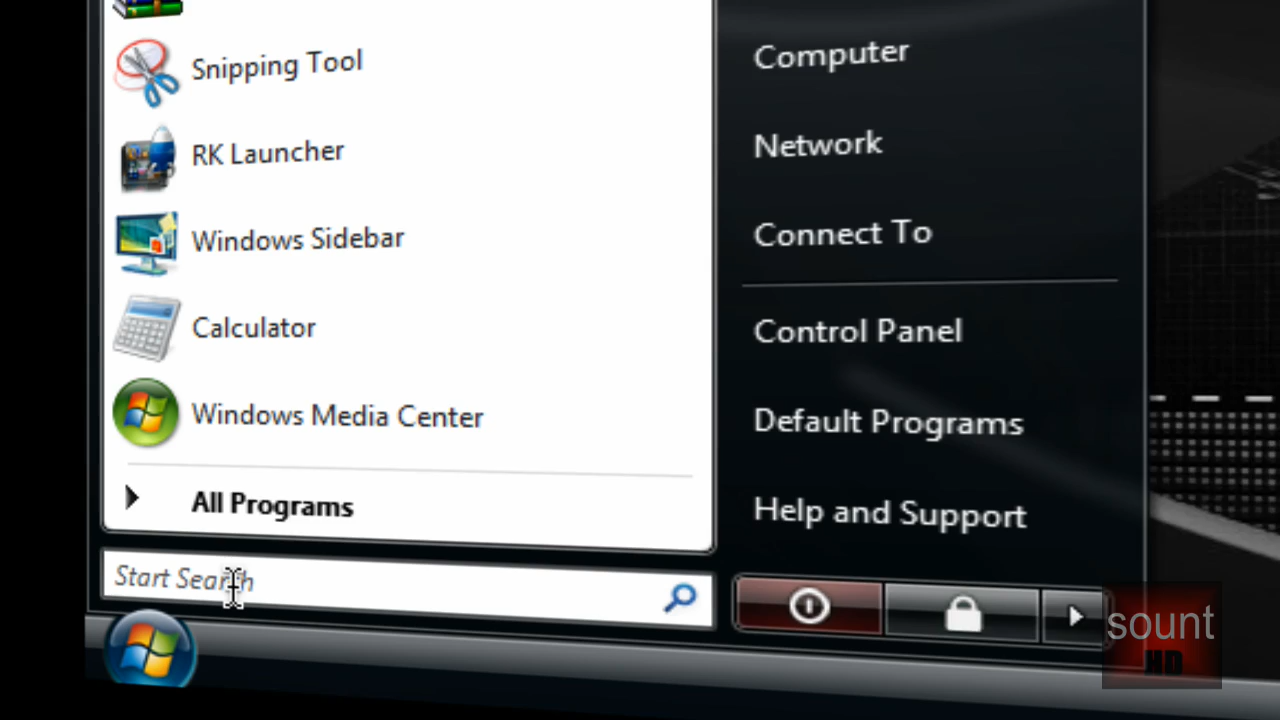 Snipping Tool
RK Launcher
Windows Sidebar
Calculator
Windows Media Center
All Programs
Start Search
Computer
Network
Connect To
Control Panel
Default Programs
Help and Support
sount
HD